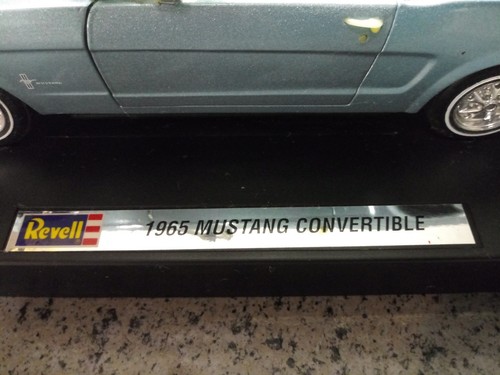 Revell
1965 MUSTANG CONVERTIBLE